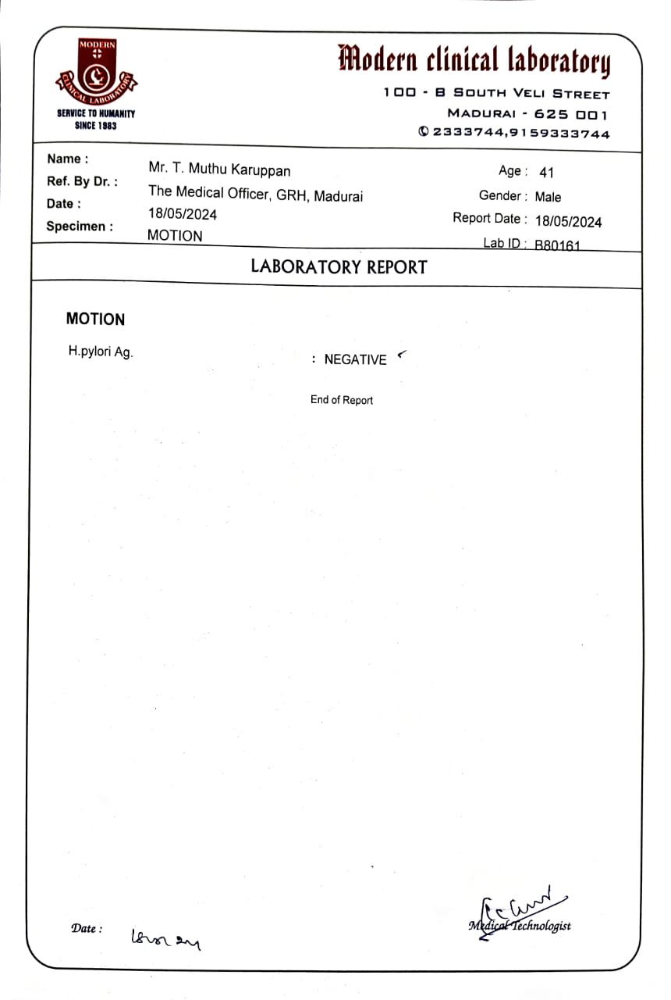 MODERN
CLINICAL LABORATORY
SERVICE TO HUMANITY
SINCE 1983
Modern clinical laboratory
100 - B South Veli Street
Madurai - 625 001
✆ 2333744,9159333744
Name : Mr. T. Muthu Karuppan Age : 41
Ref. By Dr. : The Medical Officer, GRH, Madurai Gender : Male
Date : 18/05/2024 Report Date : 18/05/2024
Specimen : MOTION Lab ID : B80161
LABORATORY REPORT
MOTION
H.pylori Ag. : NEGATIVE
End of Report
Date :
Medical Technologist